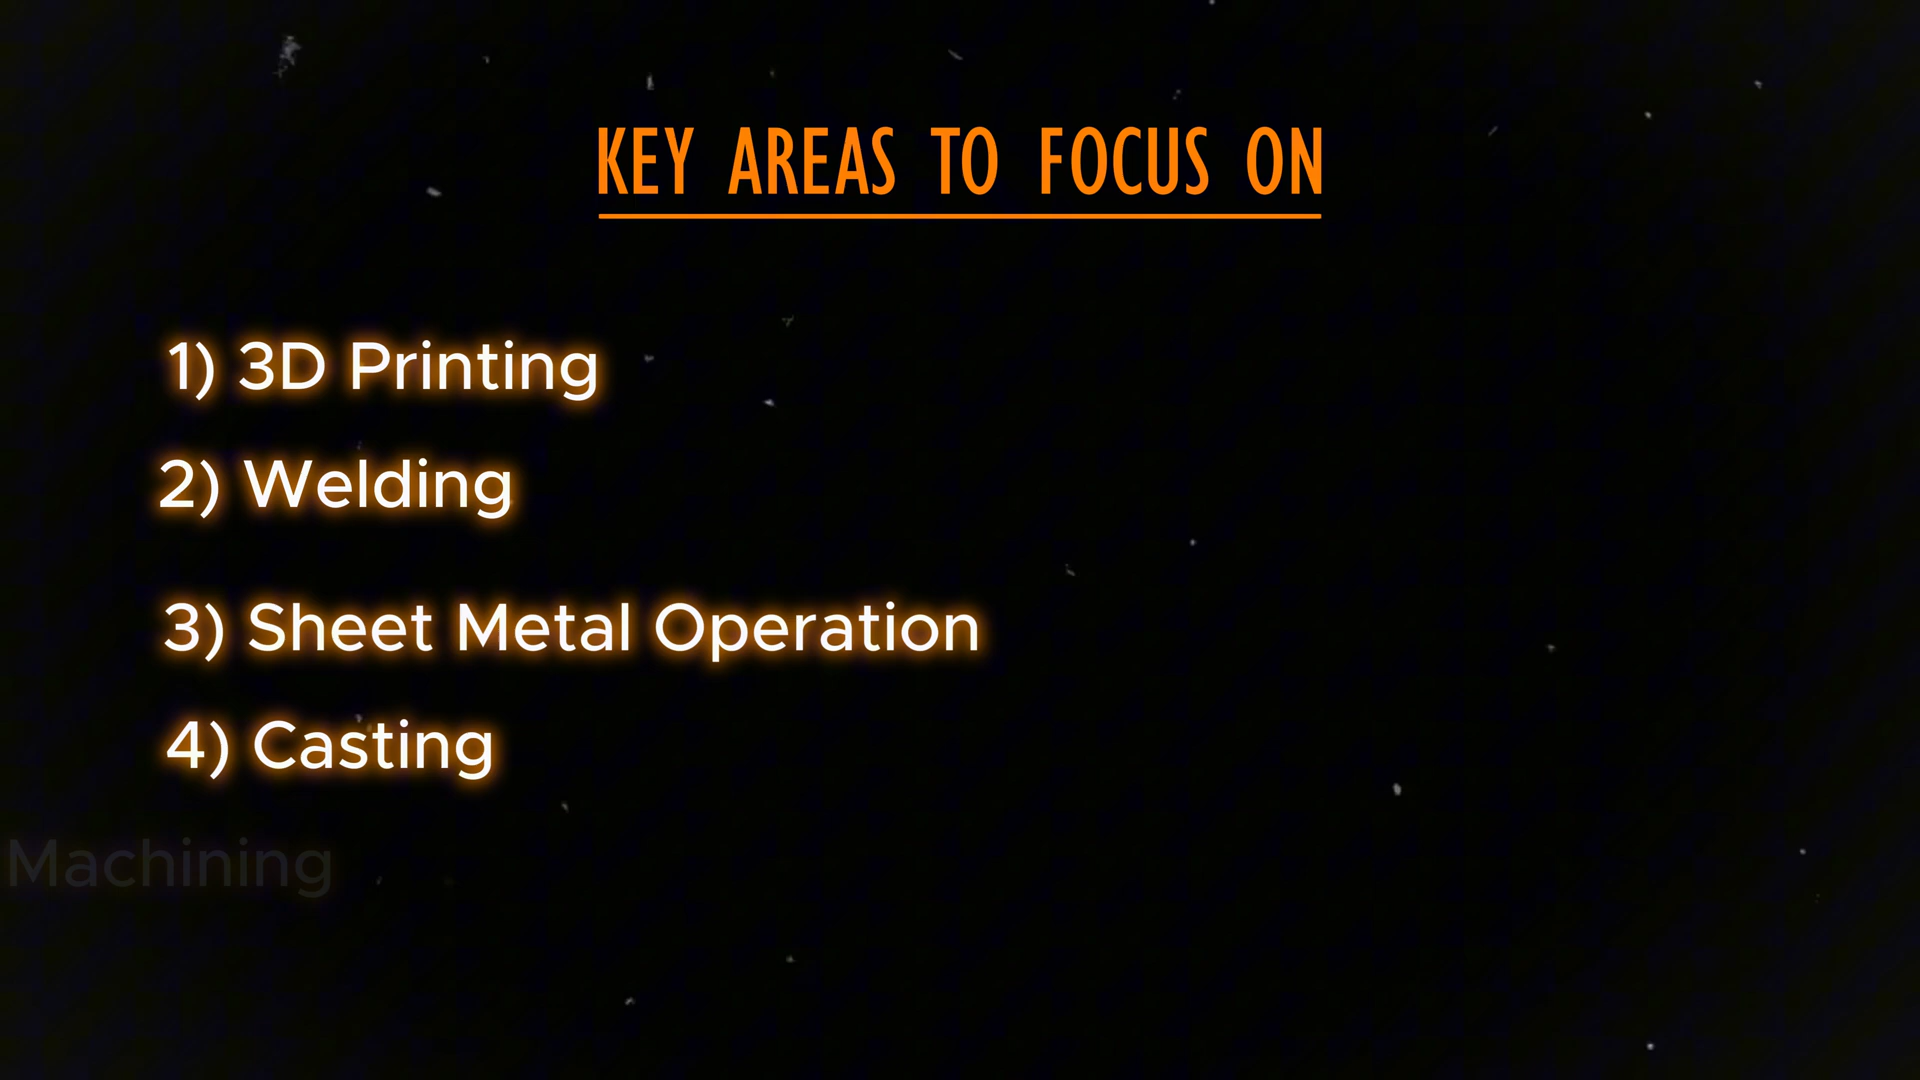 KEY AREAS TO FOCUS ON
1) 3D Printing
2) Welding
3) Sheet Metal Operation
4) Casting
Machining